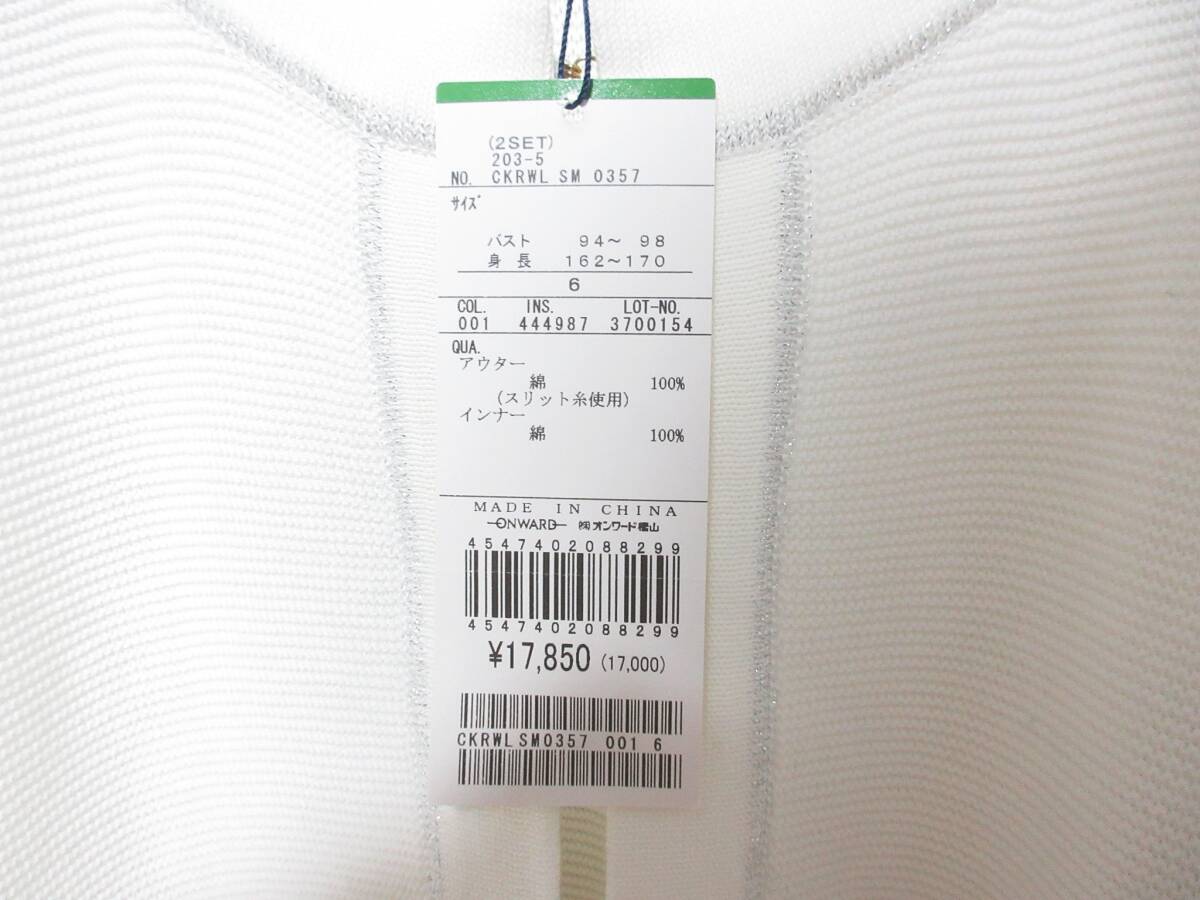 (2SET)
203-5
NO. CKRWL SM 0357
ｻｲｽﾞ
バスト 94～ 98
身 長 162～170
6
COL. INS. LOT-NO.
001 444987 3700154
QUA.
アウター
綿 100%
(スリット糸使用)
インナー
綿 100%
MADE IN CHINA
ONWARD ㈱オンワード樫山
4547402088299
4547402088299
¥17,850 (17,000)
CKRWLSM0357 001 6